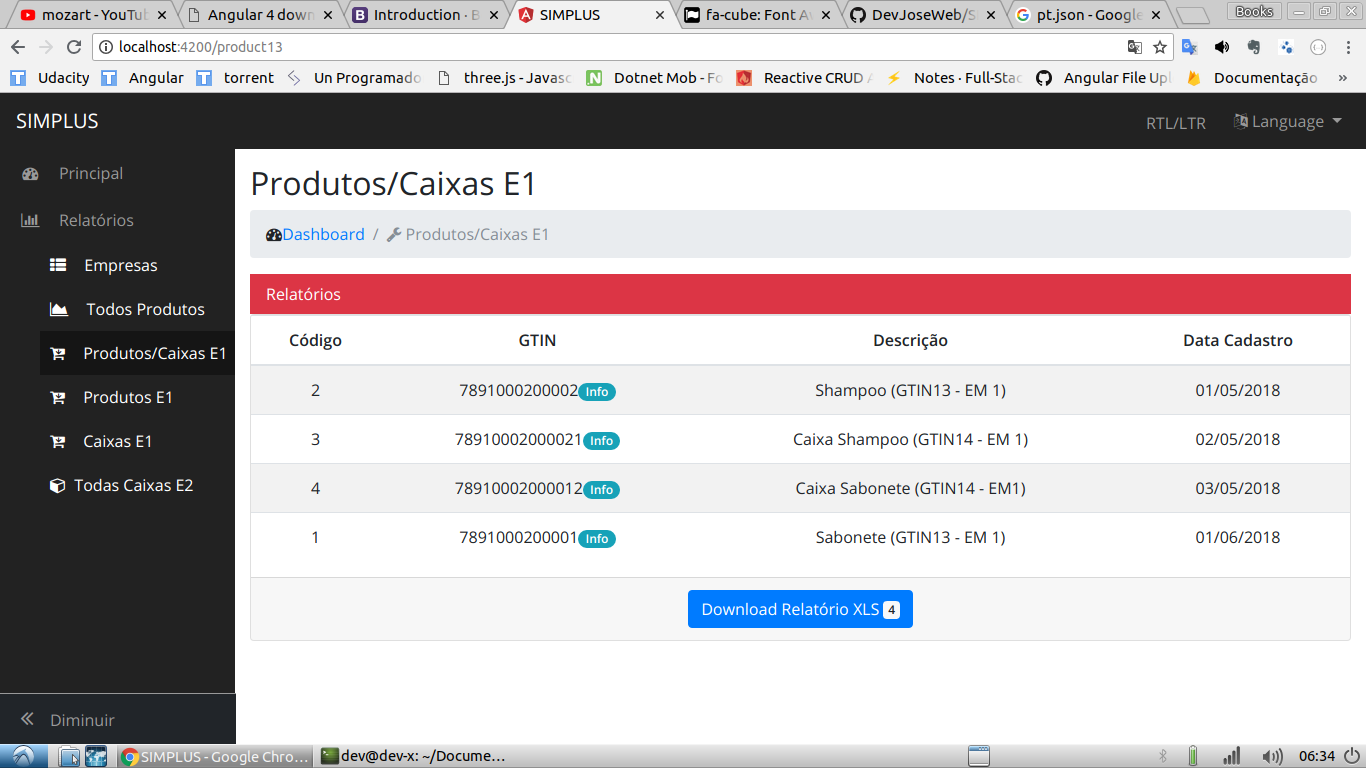 mozart - YouTub
Angular 4 down
Introduction · B
SIMPLUS
fa-cube: Font Aw
DevJoseWeb/S
pt.json - Google
Books
localhost:4200/product13
Udacity
Angular
torrent
Un Programado
three.js - Javasc
Dotnet Mob - Fo
Reactive CRUD A
Notes · Full-Stac
Angular File Upl
Documentação
»
SIMPLUS
RTL/LTR
Language
Principal
Relatórios
Empresas
Todos Produtos
Produtos/Caixas E1
Produtos E1
Caixas E1
Todas Caixas E2
Diminuir
Produtos/Caixas E1
Dashboard / Produtos/Caixas E1
Relatórios
Código GTIN Descrição Data Cadastro
2 7891000200002 Info Shampoo (GTIN13 - EM 1) 01/05/2018
3 78910002000021 Info Caixa Shampoo (GTIN14 - EM 1) 02/05/2018
4 78910002000012 Info Caixa Sabonete (GTIN14 - EM1) 03/05/2018
1 7891000200001 Info Sabonete (GTIN13 - EM 1) 01/06/2018
Download Relatório XLS 4
SIMPLUS - Google Chro...
dev@dev-x: ~/Docume...
06:34